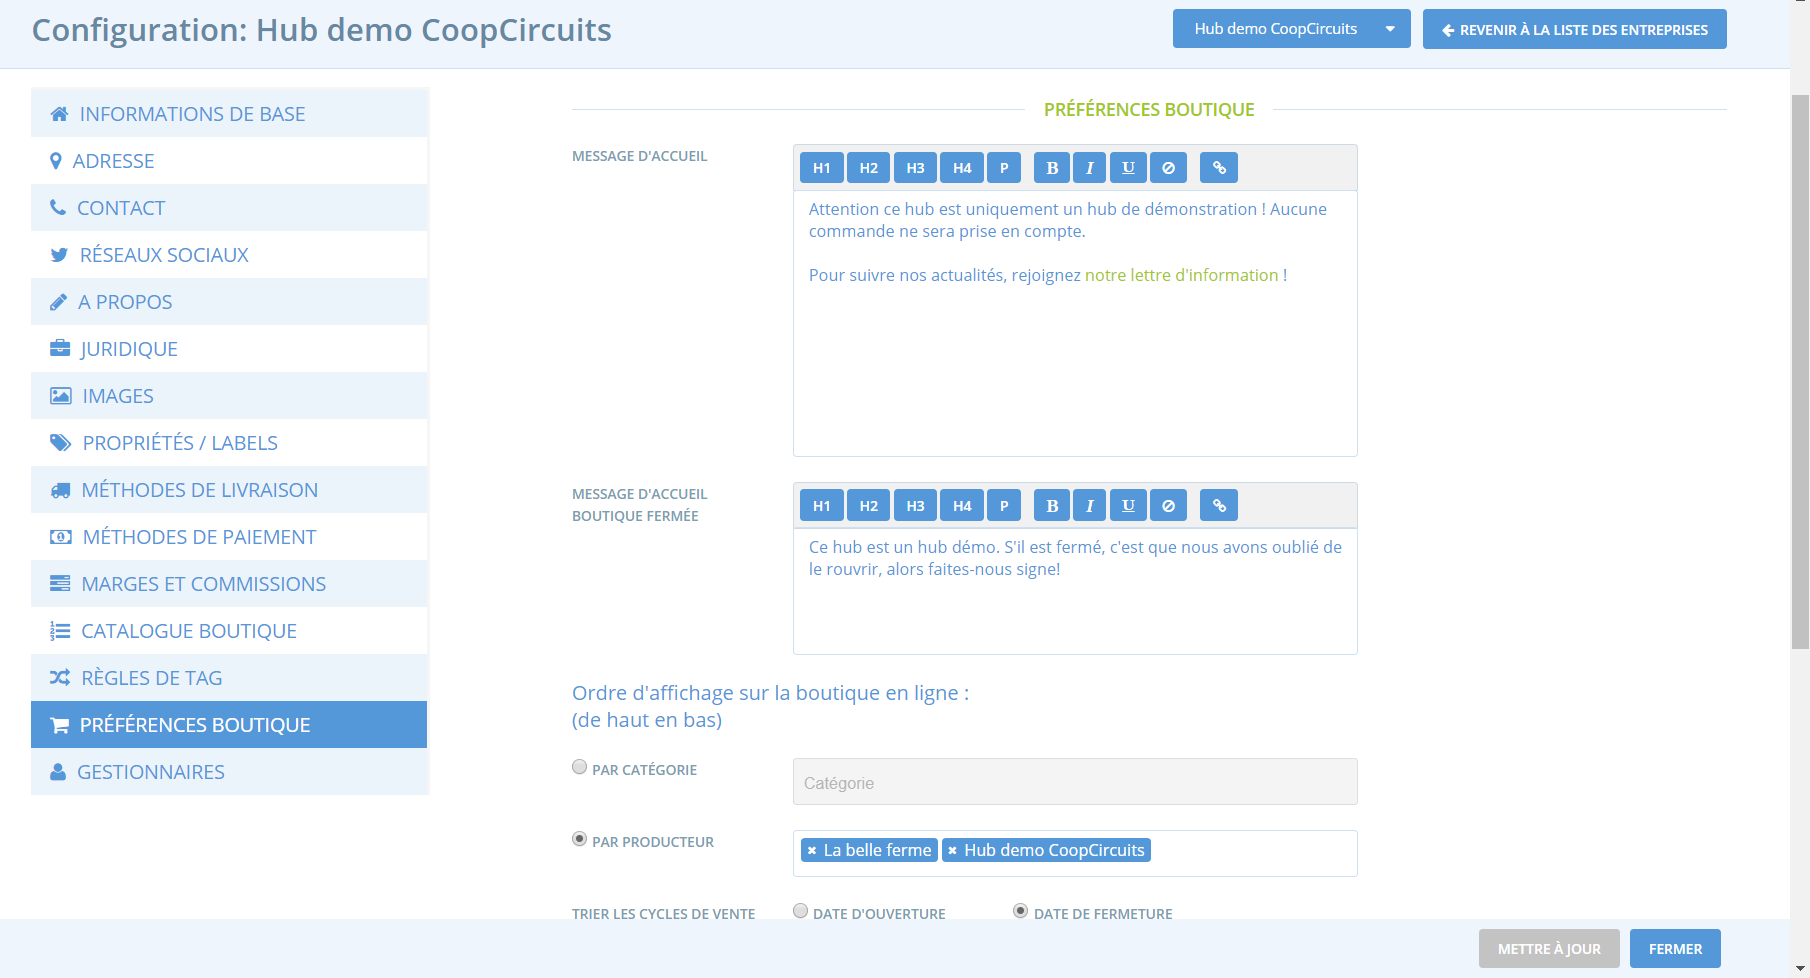 Configuration: Hub demo CoopCircuits
Hub demo CoopCircuits
REVENIR À LA LISTE DES ENTREPRISES
INFORMATIONS DE BASE
ADRESSE
CONTACT
RÉSEAUX SOCIAUX
A PROPOS
JURIDIQUE
IMAGES
PROPRIÉTÉS / LABELS
MÉTHODES DE LIVRAISON
MÉTHODES DE PAIEMENT
MARGES ET COMMISSIONS
CATALOGUE BOUTIQUE
RÈGLES DE TAG
PRÉFÉRENCES BOUTIQUE
GESTIONNAIRES
PRÉFÉRENCES BOUTIQUE
MESSAGE D'ACCUEIL
H1 H2 H3 H4 P B I U
Attention ce hub est uniquement un hub de démonstration ! Aucune
commande ne sera prise en compte.
Pour suivre nos actualités, rejoignez notre lettre d'information !
MESSAGE D'ACCUEIL
BOUTIQUE FERMÉE
H1 H2 H3 H4 P B I U
Ce hub est un hub démo. S'il est fermé, c'est que nous avons oublié de
le rouvrir, alors faites-nous signe!
Ordre d'affichage sur la boutique en ligne :
(de haut en bas)
PAR CATÉGORIE
Catégorie
PAR PRODUCTEUR
La belle ferme
Hub demo CoopCircuits
TRIER LES CYCLES DE VENTE
DATE D'OUVERTURE
DATE DE FERMETURE
METTRE À JOUR
FERMER